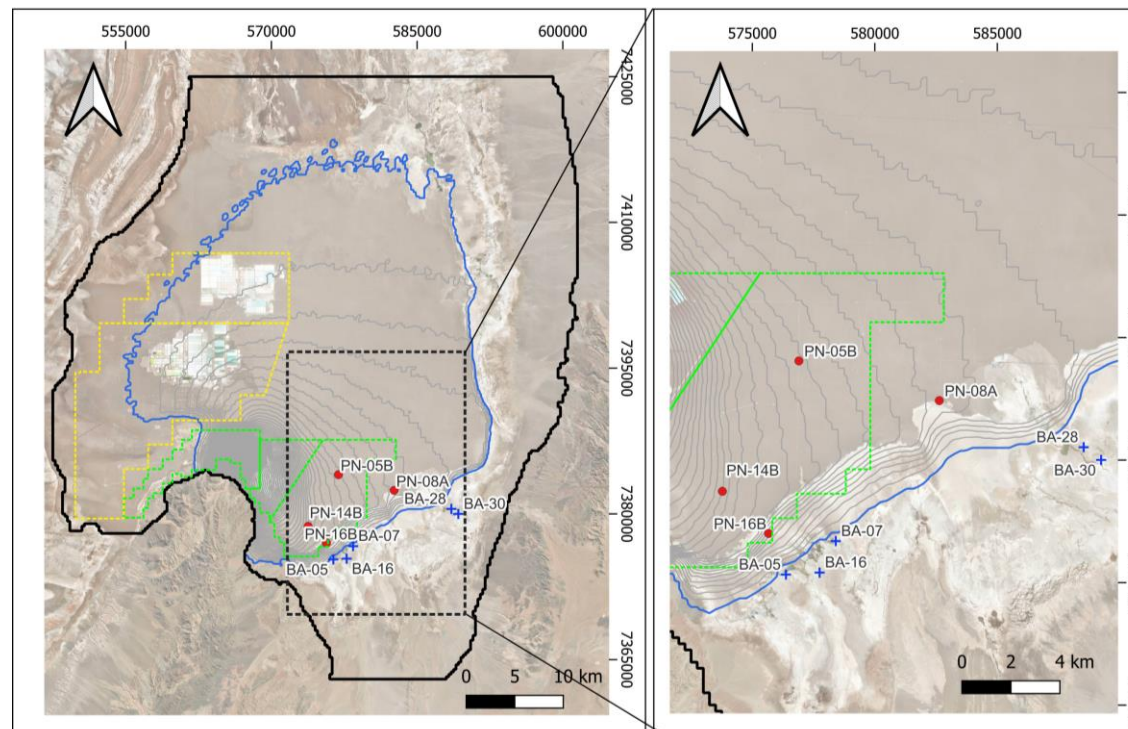 555000 570000 585000 600000
7425000
7410000
7395000
7380000
7365000
PN-05B
PN-08A
BA-28
BA-30
PN-14B
PN-16B
BA-07
BA-05
BA-16
0 5 10 km
575000 580000 585000
PN-05B
PN-08A
BA-28
BA-30
PN-14B
PN-16B
BA-07
BA-05
BA-16
0 2 4 km